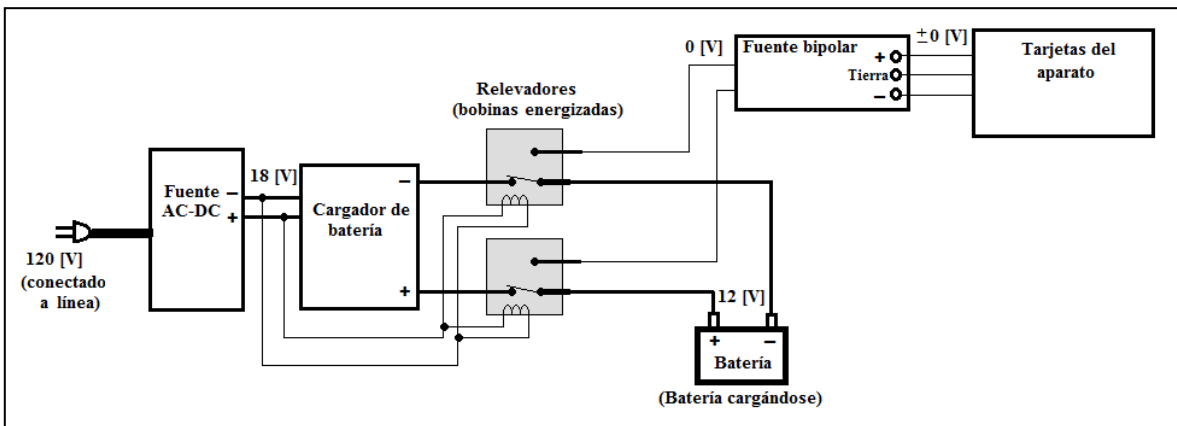 0 [V]
Fuente bipolar
+
Tierra
−
±0 [V]
Tarjetas del
aparato
Relevadores
(bobinas energizadas)
120 [V]
(conectado
a línea)
Fuente
AC-DC
−
+
18 [V]
Cargador de
batería
−
+
12 [V]
+ −
Batería
(Batería cargándose)